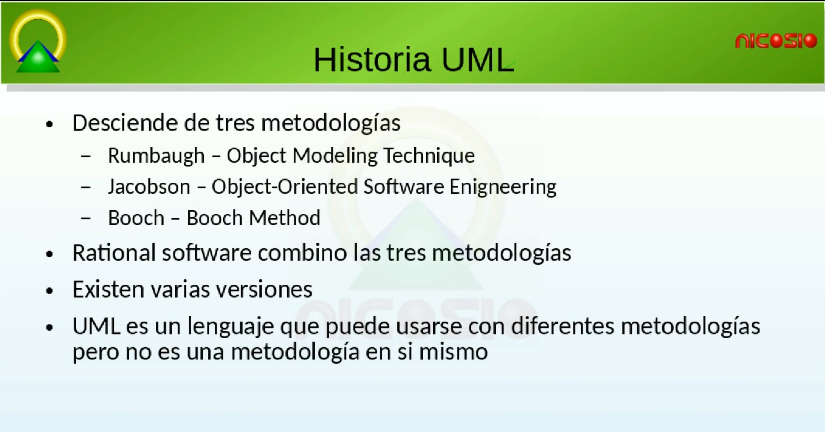 Historia UML
NICOSIO
• Desciende de tres metodologías
– Rumbaugh – Object Modeling Technique
– Jacobson – Object-Oriented Software Enigneering
– Booch – Booch Method
• Rational software combino las tres metodologías
• Existen varias versiones
• UML es un lenguaje que puede usarse con diferentes metodologías
pero no es una metodología en si mismo
NICOSIO